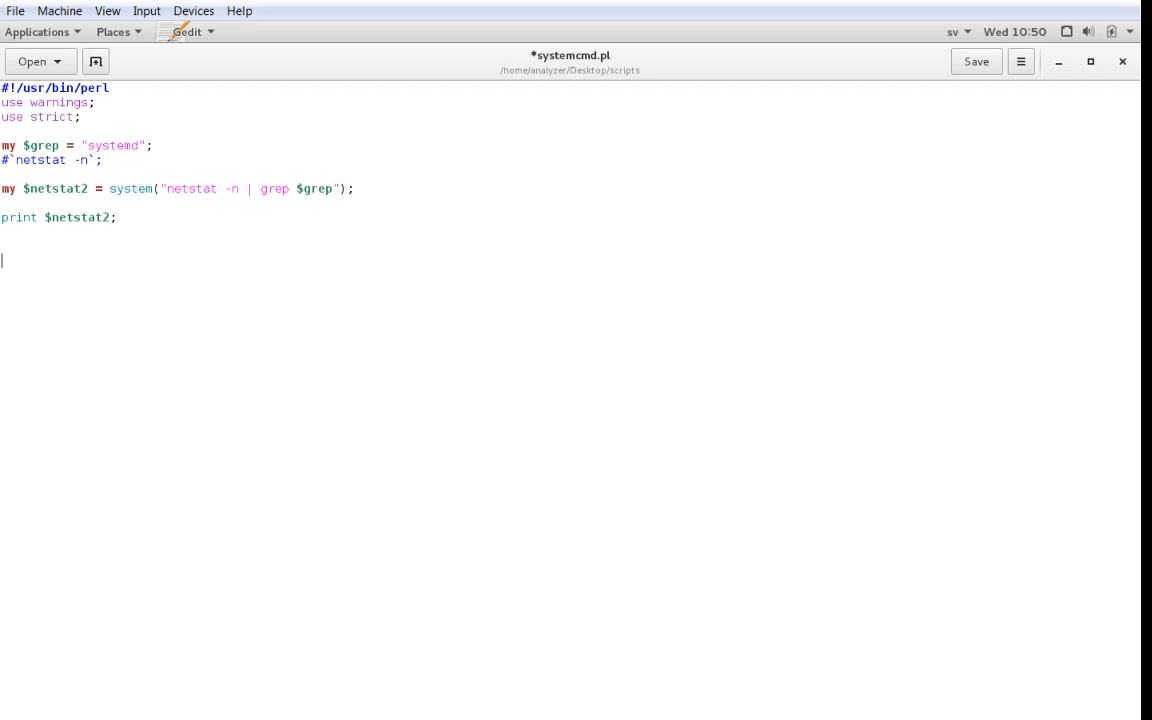 File Machine View Input Devices Help
Applications Places Gedit sv Wed 10:50
Open *systemcmd.pl Save
/home/analyzer/Desktop/scripts
#!/usr/bin/perl
use warnings;
use strict;
my $grep = "systemd";
#`netstat -n`;
my $netstat2 = system("netstat -n | grep $grep");
print $netstat2;